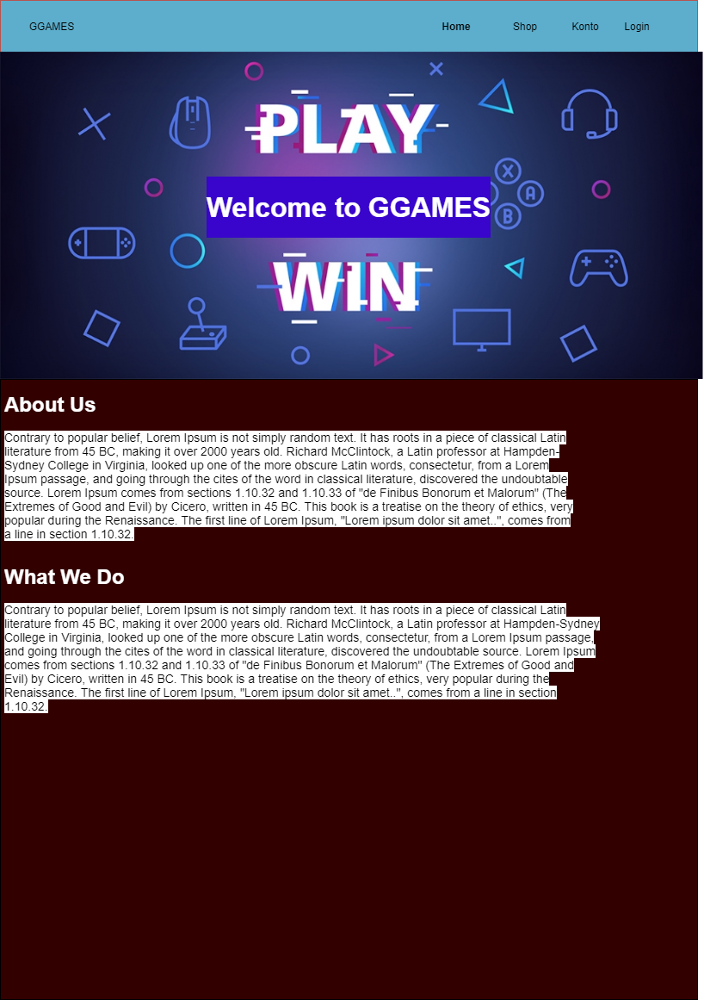 GGAMES Home Shop Konto Login
PLAY
X
A
B
Welcome to GGAMES
WIN
About Us
Contrary to popular belief, Lorem Ipsum is not simply random text. It has roots in a piece of classical Latin
literature from 45 BC, making it over 2000 years old. Richard McClintock, a Latin professor at Hampden-
Sydney College in Virginia, looked up one of the more obscure Latin words, consectetur, from a Lorem
Ipsum passage, and going through the cites of the word in classical literature, discovered the undoubtable
source. Lorem Ipsum comes from sections 1.10.32 and 1.10.33 of "de Finibus Bonorum et Malorum" (The
Extremes of Good and Evil) by Cicero, written in 45 BC. This book is a treatise on the theory of ethics, very
popular during the Renaissance. The first line of Lorem Ipsum, "Lorem ipsum dolor sit amet..", comes from
a line in section 1.10.32.
What We Do
Contrary to popular belief, Lorem Ipsum is not simply random text. It has roots in a piece of classical Latin
literature from 45 BC, making it over 2000 years old. Richard McClintock, a Latin professor at Hampden-Sydney
College in Virginia, looked up one of the more obscure Latin words, consectetur, from a Lorem Ipsum passage,
and going through the cites of the word in classical literature, discovered the undoubtable source. Lorem Ipsum
comes from sections 1.10.32 and 1.10.33 of "de Finibus Bonorum et Malorum" (The Extremes of Good and
Evil) by Cicero, written in 45 BC. This book is a treatise on the theory of ethics, very popular during the
Renaissance. The first line of Lorem Ipsum, "Lorem ipsum dolor sit amet..", comes from a line in section
1.10.32.